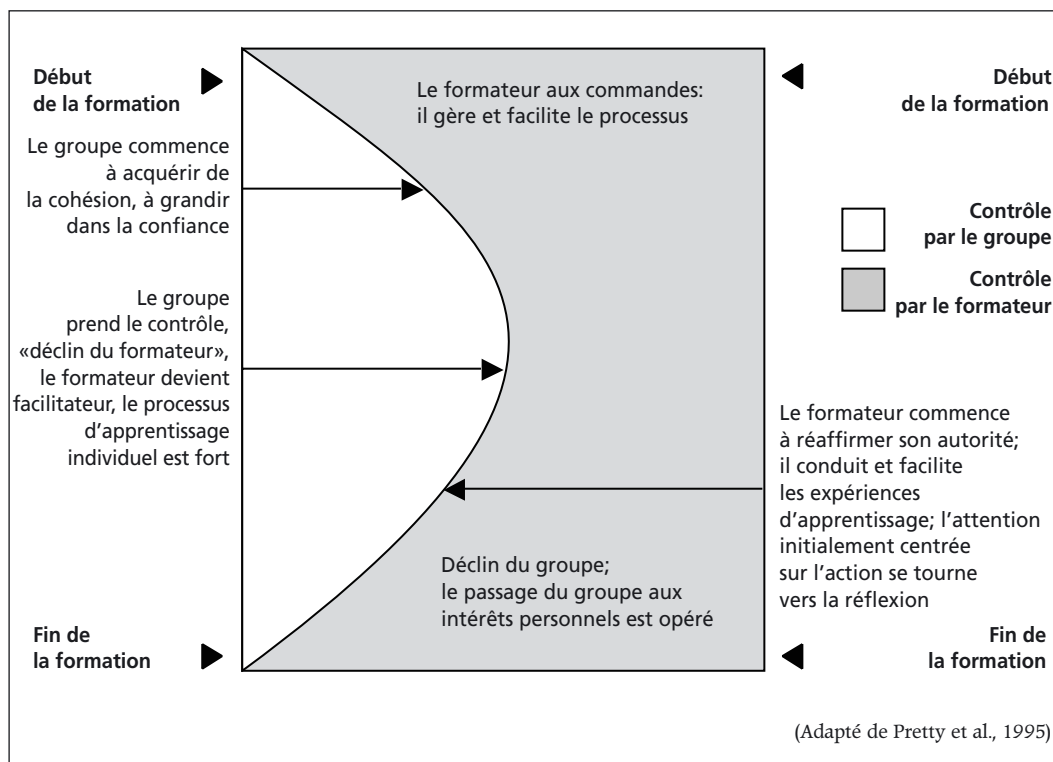 Début
de la formation
Le groupe commence
à acquérir de
la cohésion, à grandir
dans la confiance
Le groupe
prend le contrôle,
«déclin du formateur»,
le formateur devient
facilitateur, le processus
d'apprentissage
individuel est fort
Fin de
la formation
Le formateur aux commandes:
il gère et facilite le processus
Déclin du groupe;
le passage du groupe aux
intérêts personnels est opéré
Début
de la formation
Contrôle
par le groupe
Contrôle
par le formateur
Le formateur commence
à réaffirmer son autorité;
il conduit et facilite
les expériences
d'apprentissage; l'attention
initialement centrée
sur l'action se tourne
vers la réflexion
Fin de
la formation
(Adapté de Pretty et al., 1995)